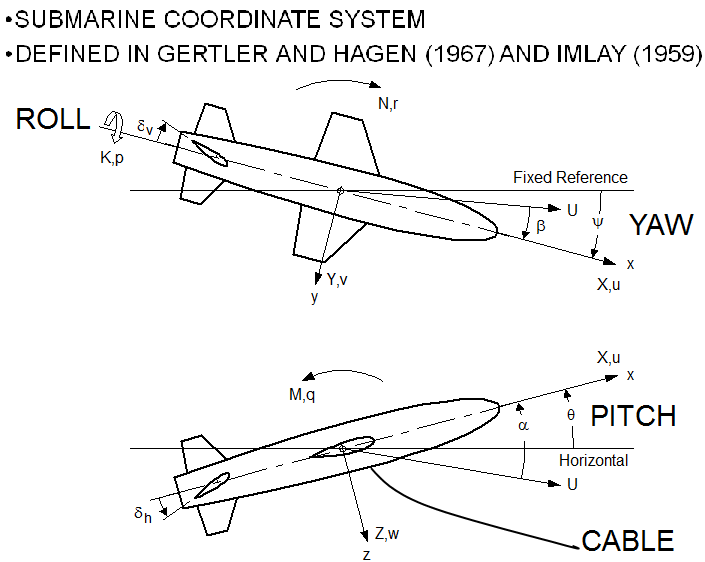 •SUBMARINE COORDINATE SYSTEM
•DEFINED IN GERTLER AND HAGEN (1967) AND IMLAY (1959)
N,r
ROLL
δv
K,p
Fixed Reference
U
β
ψ
YAW
x
X,u
Y,v
y
X,u
x
M,q
θ
PITCH
α
Horizontal
U
δh
Z,w
z
CABLE